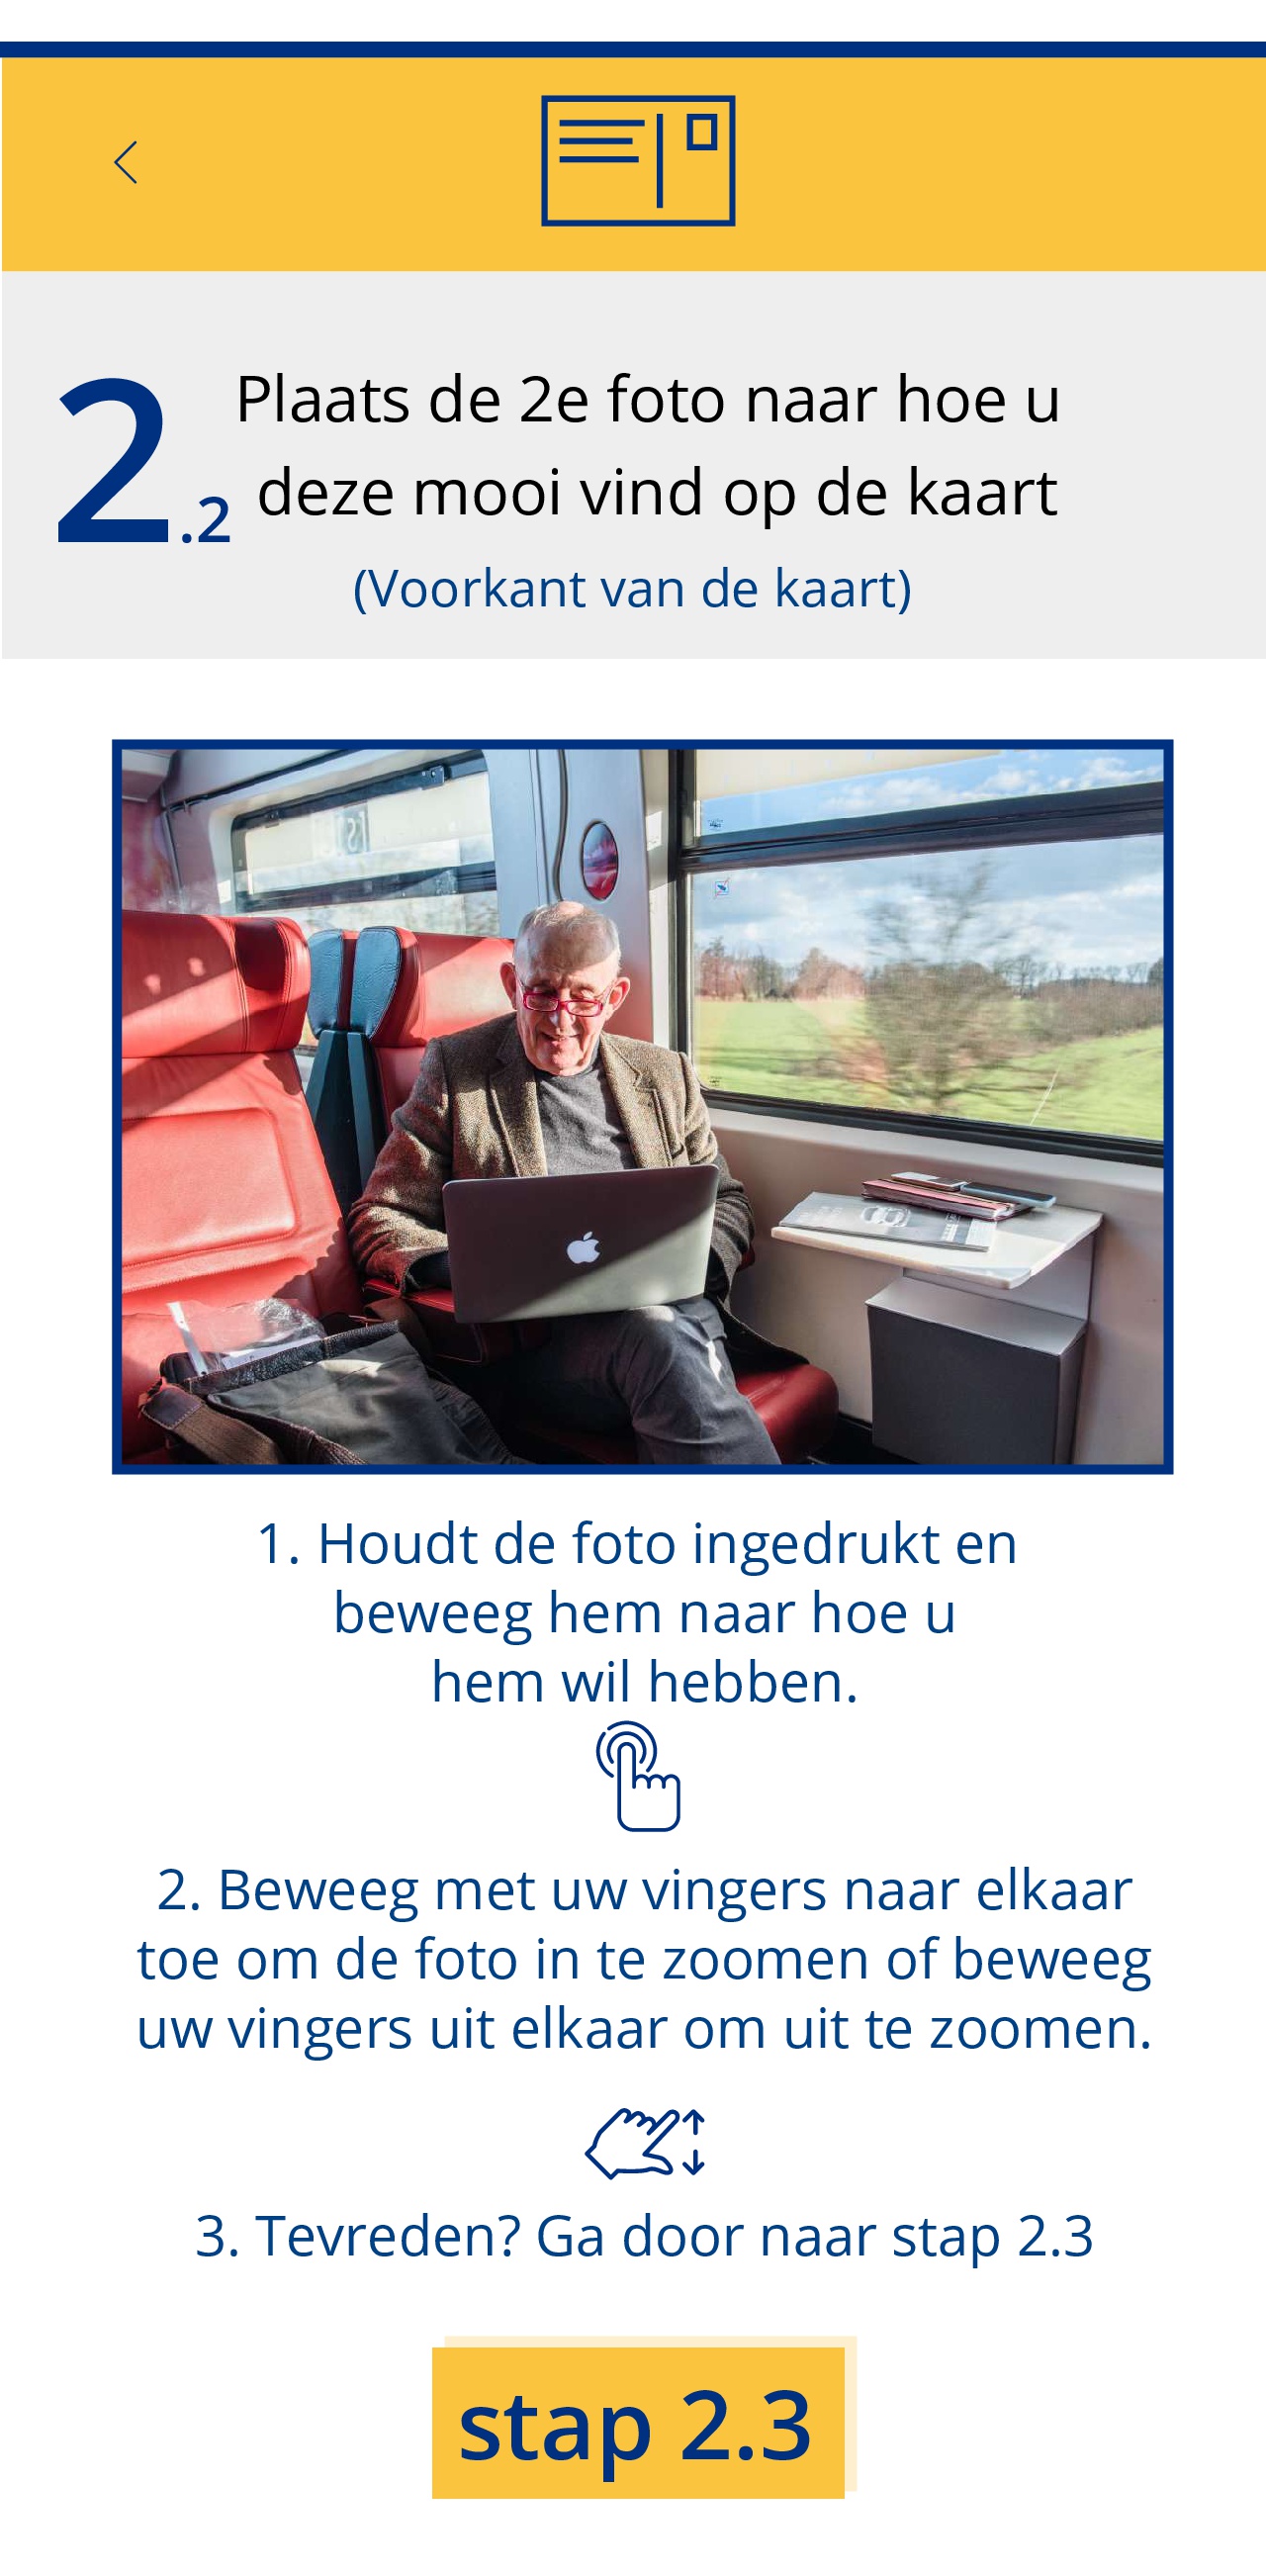 2.2
Plaats de 2e foto naar hoe u
deze mooi vind op de kaart
(Voorkant van de kaart)
1. Houdt de foto ingedrukt en
beweeg hem naar hoe u
hem wil hebben.
2. Beweeg met uw vingers naar elkaar
toe om de foto in te zoomen of beweeg
uw vingers uit elkaar om uit te zoomen.
3. Tevreden? Ga door naar stap 2.3
stap 2.3